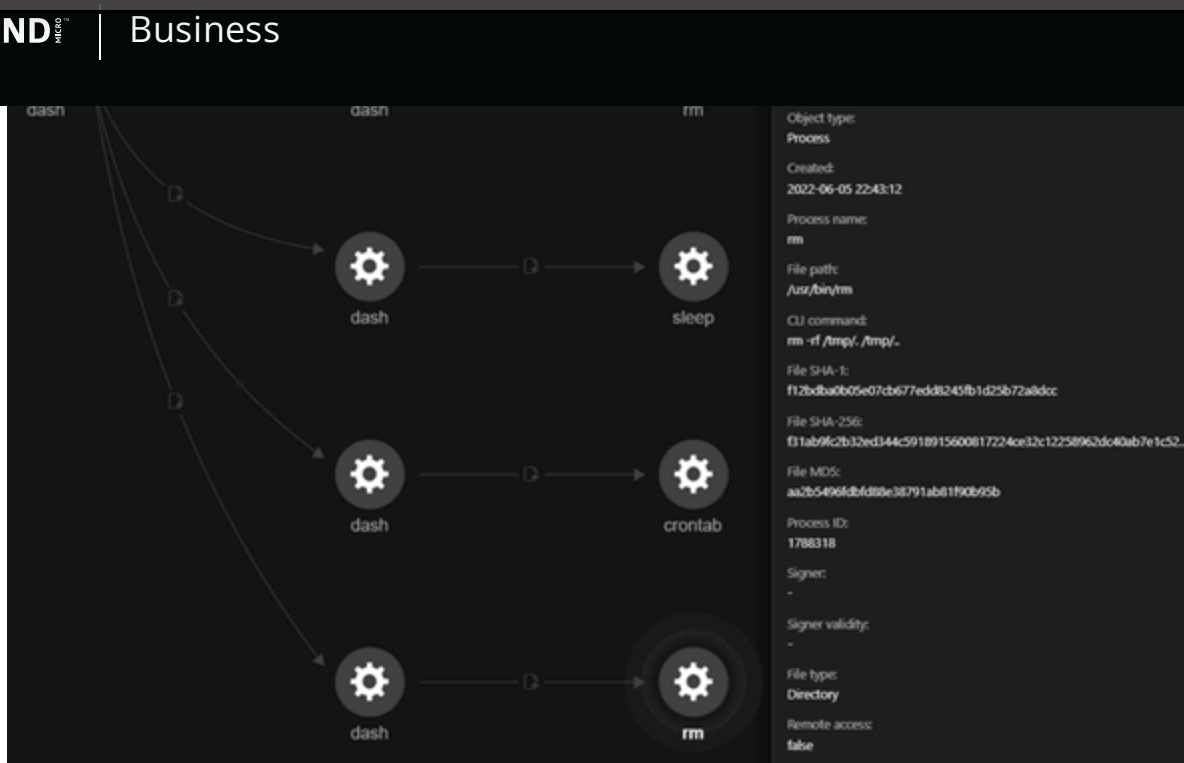 ND MICRO ™ Business
dash dash rm
dash sleep
dash crontab
dash rm
Object type:
Process
Created:
2022-06-05 22:43:12
Process name:
rm
File path:
/usr/bin/rm
CLI command:
rm -rf /tmp/. /tmp/..
File SHA-1:
f12bdba0b05e07cb677edd8245fb1d25b72a8dcc
File SHA-256:
f31ab9fc2b32ed344c5918915600817224ce32c12258962dc40ab7e1c52...
File MD5:
aa2b5496fdbfd88e38791ab81f90b95b
Process ID:
1788318
Signer:
-
Signer validity:
-
File type:
Directory
Remote access:
false